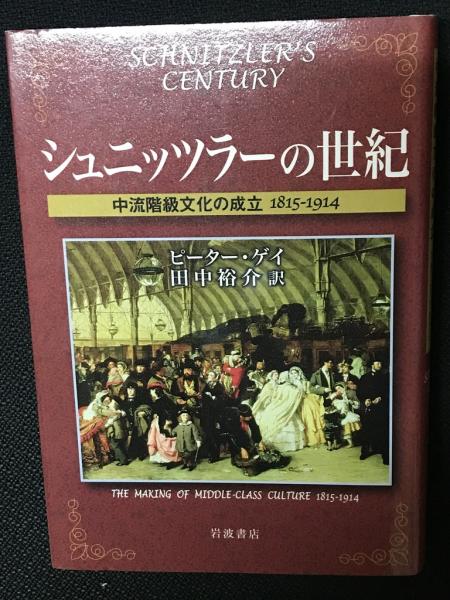 SCHNITZLER'S
CENTURY
シュニッツラーの世紀
中流階級文化の成立 1815-1914
ピーター・ゲイ
田中裕介 訳
THE MAKING OF MIDDLE-CLASS CULTURE 1815-1914
岩波書店